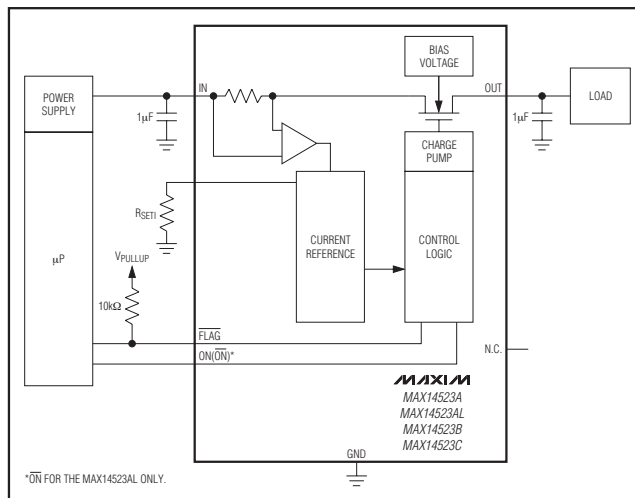 BIAS
VOLTAGE
POWER
SUPPLY
IN
OUT
LOAD
1μF
1μF
CHARGE
PUMP
RSETI
CURRENT
REFERENCE
CONTROL
LOGIC
μP
VPULLUP
10kΩ
FLAG
ON(ON)*
N.C.
MAXIM
MAX14523A
MAX14523AL
MAX14523B
MAX14523C
GND
*ON FOR THE MAX14523AL ONLY.